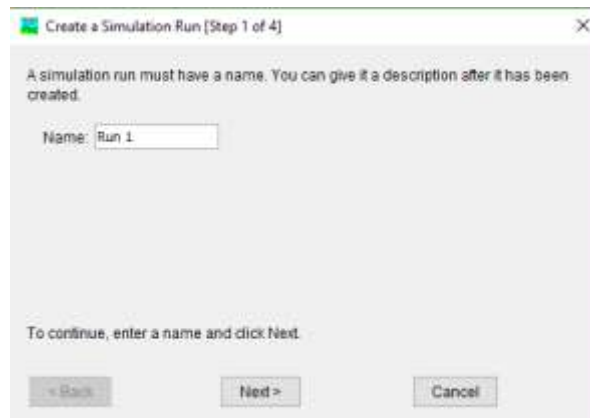 Create a Simulation Run [Step 1 of 4]
A simulation run must have a name. You can give it a description after it has been
created.
Name: Run 1
To continue, enter a name and click Next.
< Back Next > Cancel